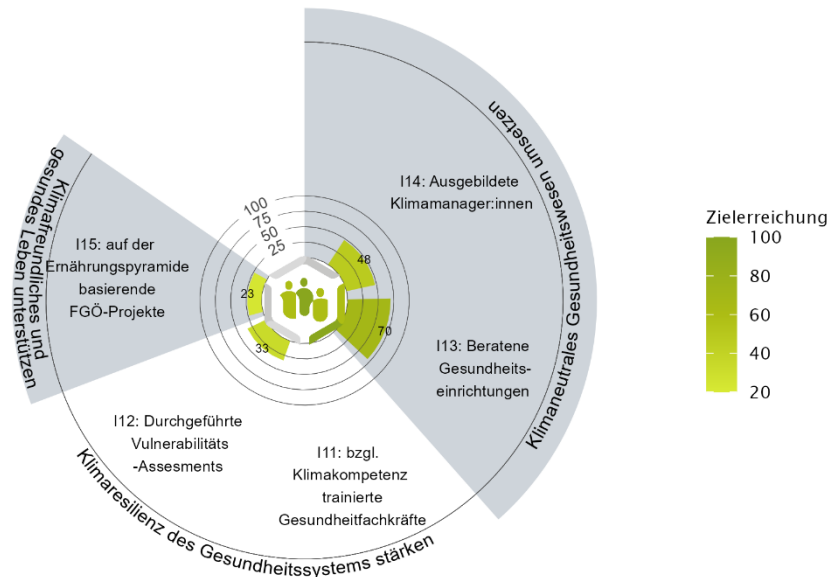 Klimaneutrales Gesundheitswesen umsetzen
I14: Ausgebildete
Klimamanager:innen
100
75
50
25
48
70
I13: Beratene
Gesundheits-
einrichtungen
Klimafreundliches und
gesundes Leben unterstützen
I15: auf der
Ernährungspyramide
basierende
FGÖ-Projekte
23
33
I12: Durchgeführte
Vulnerabilitäts
-Assesments
I11: bzgl.
Klimakompetenz
trainierte
Gesundheitfachkräfte
Klimaresilienz des Gesundheitssystems stärken
Zielerreichung
100
80
60
40
20